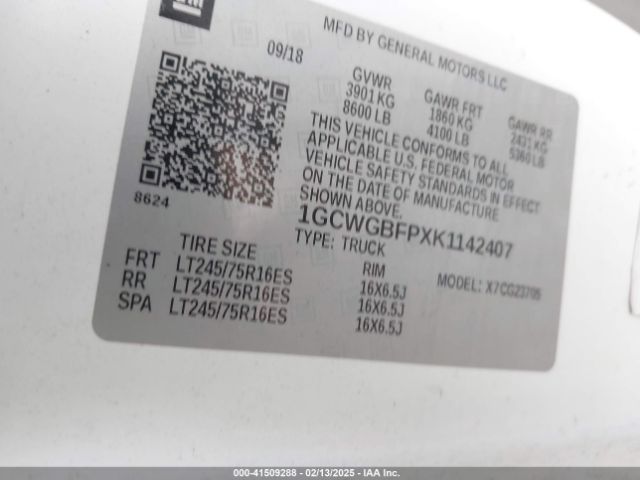 GM
MFD BY GENERAL MOTORS LLC
09/18
GVWR GAWR FRT GAWR RR
3901 KG 1860 KG 2431 KG
8600 LB 4100 LB 5360 LB
THIS VEHICLE CONFORMS TO ALL
APPLICABLE U.S. FEDERAL MOTOR
VEHICLE SAFETY STANDARDS IN EFFECT
ON THE DATE OF MANUFACTURE
SHOWN ABOVE.
8624
1GCWGBFPXK1142407
TYPE: TRUCK
MODEL: X7CG23705
TIRE SIZE RIM
FRT LT245/75R16ES 16X6.5J
RR LT245/75R16ES 16X6.5J
SPA LT245/75R16ES 16X6.5J
000-41509288 - 02/13/2025 - IAAI.com